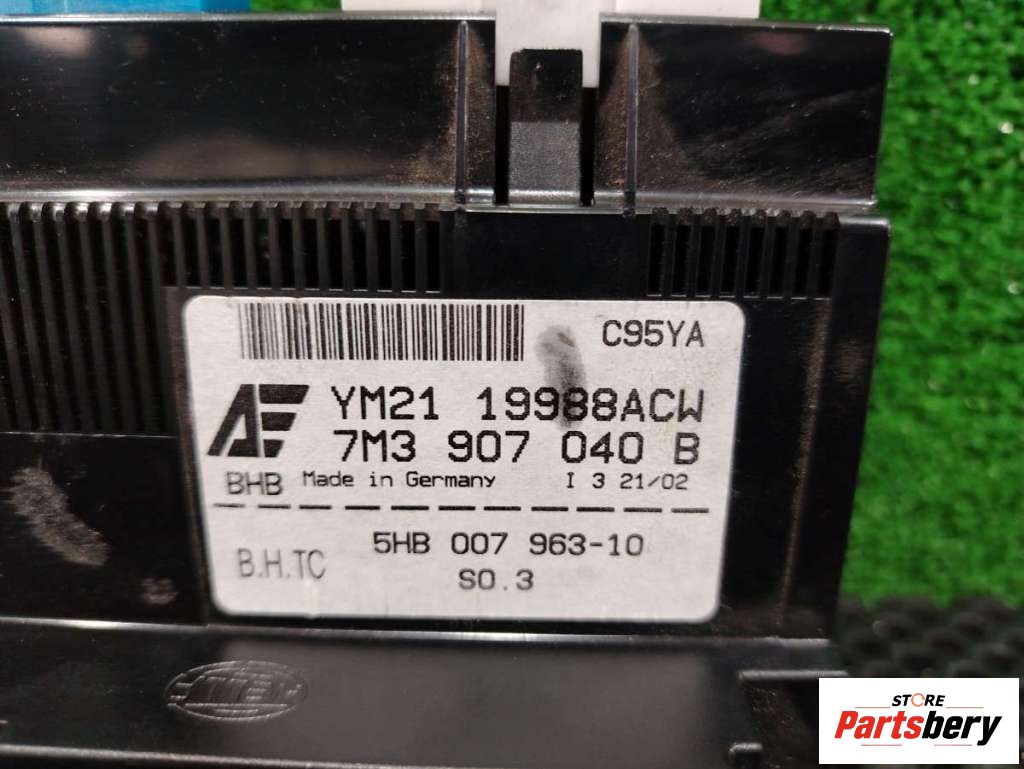 C95YA
AE
YM21 19988ACW
7M3 907 040 B
BHB Made in Germany I 3 21/02
5HB 007 963-10
B.H.TC
S0.3
STORE
Partsbery